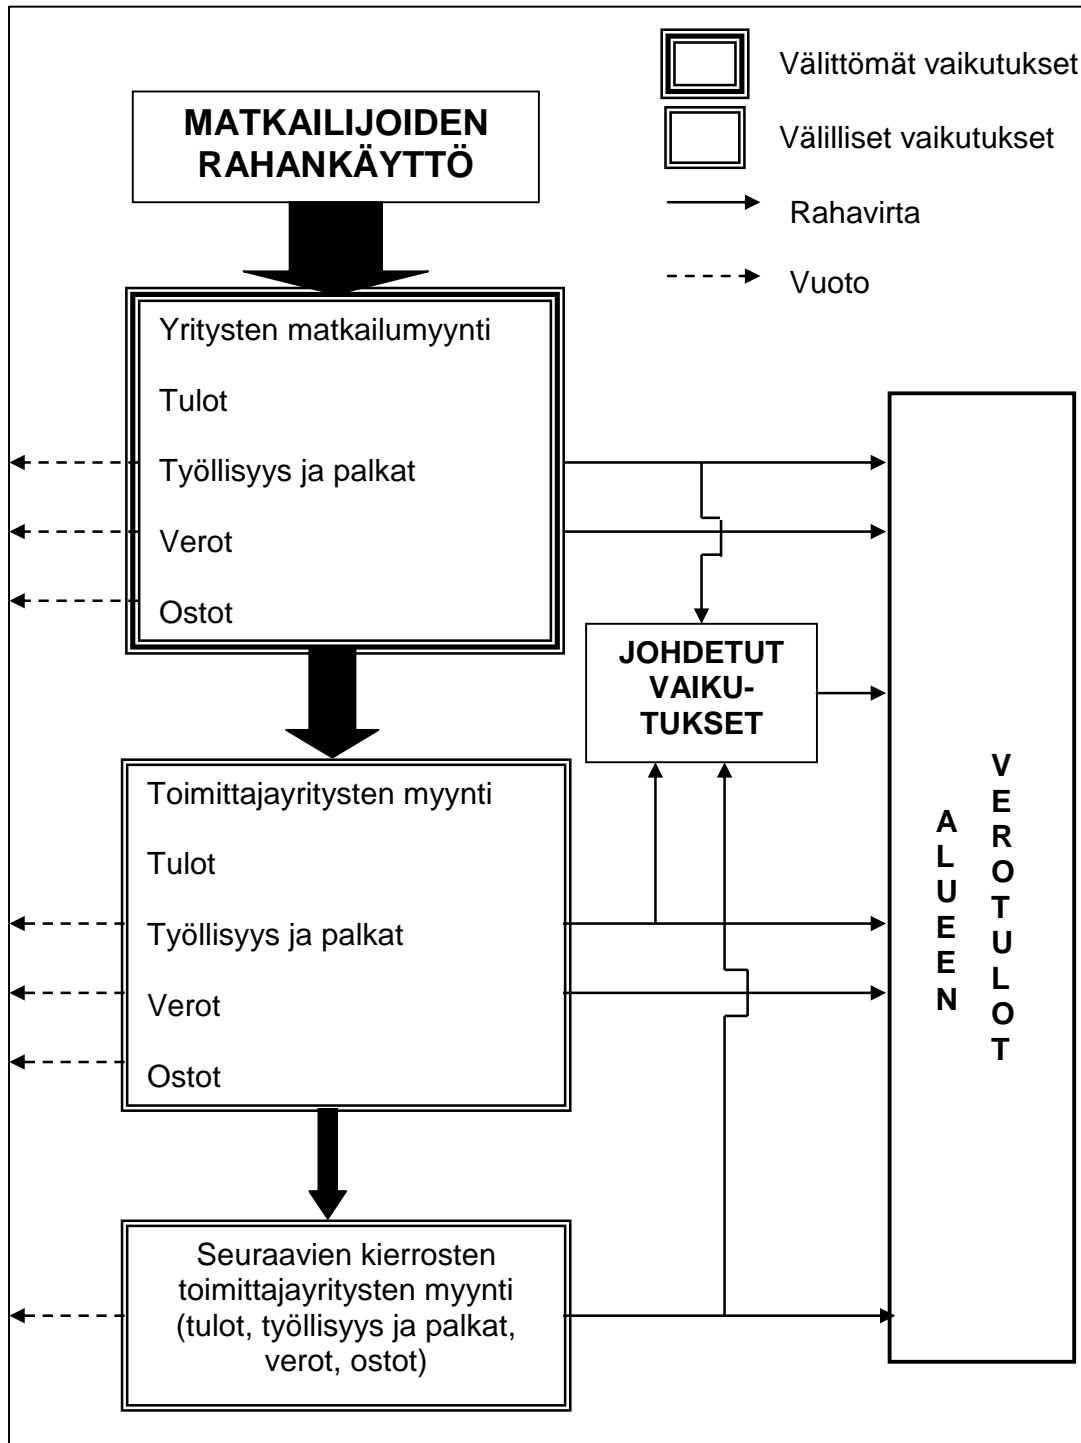 Välittömät vaikutukset
Välilliset vaikutukset
Rahavirta
Vuoto
MATKAILIJOIDEN
RAHANKÄYTTÖ
Yritysten matkailumyynti
Tulot
Työllisyys ja palkat
Verot
Ostot
JOHDETUT
VAIKU-
TUKSET
Toimittajayritysten myynti
Tulot
Työllisyys ja palkat
Verot
Ostot
Seuraavien kierrosten
toimittajayritysten myynti
(tulot, työllisyys ja palkat,
verot, ostot)
ALUEEN
VEROTULOT